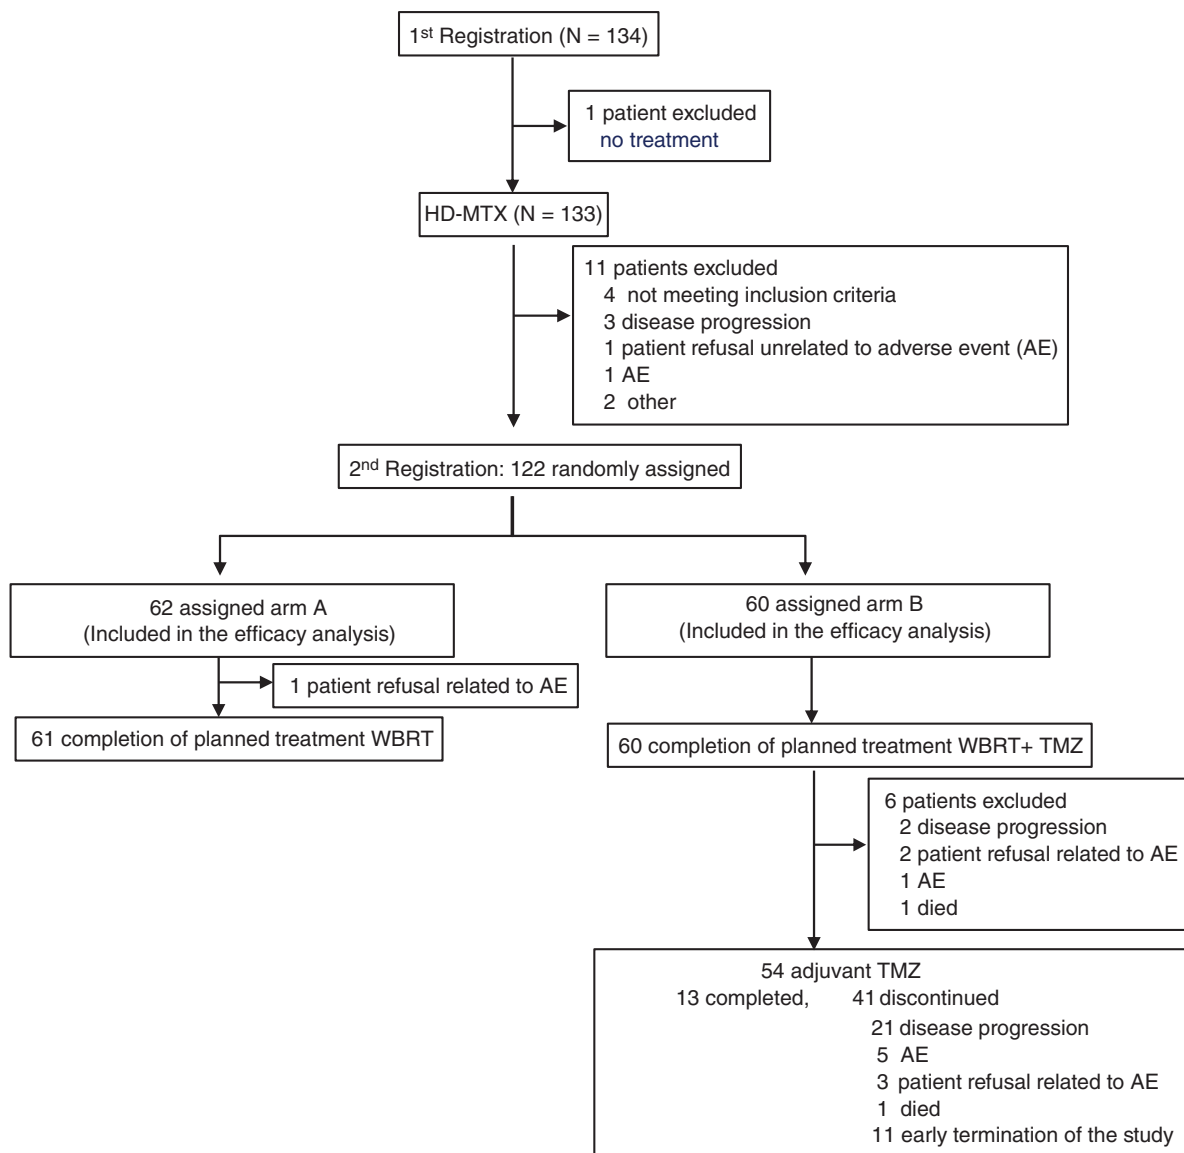 1st Registration (N = 134)
1 patient excluded
no treatment
HD-MTX (N = 133)
11 patients excluded
4 not meeting inclusion criteria
3 disease progression
1 patient refusal unrelated to adverse event (AE)
1 AE
2 other
2nd Registration: 122 randomly assigned
62 assigned arm A
(Included in the efficacy analysis)
60 assigned arm B
(Included in the efficacy analysis)
1 patient refusal related to AE
61 completion of planned treatment WBRT
60 completion of planned treatment WBRT+ TMZ
6 patients excluded
2 disease progression
2 patient refusal related to AE
1 AE
1 died
54 adjuvant TMZ
13 completed, 41 discontinued
21 disease progression
5 AE
3 patient refusal related to AE
1 died
11 early termination of the study